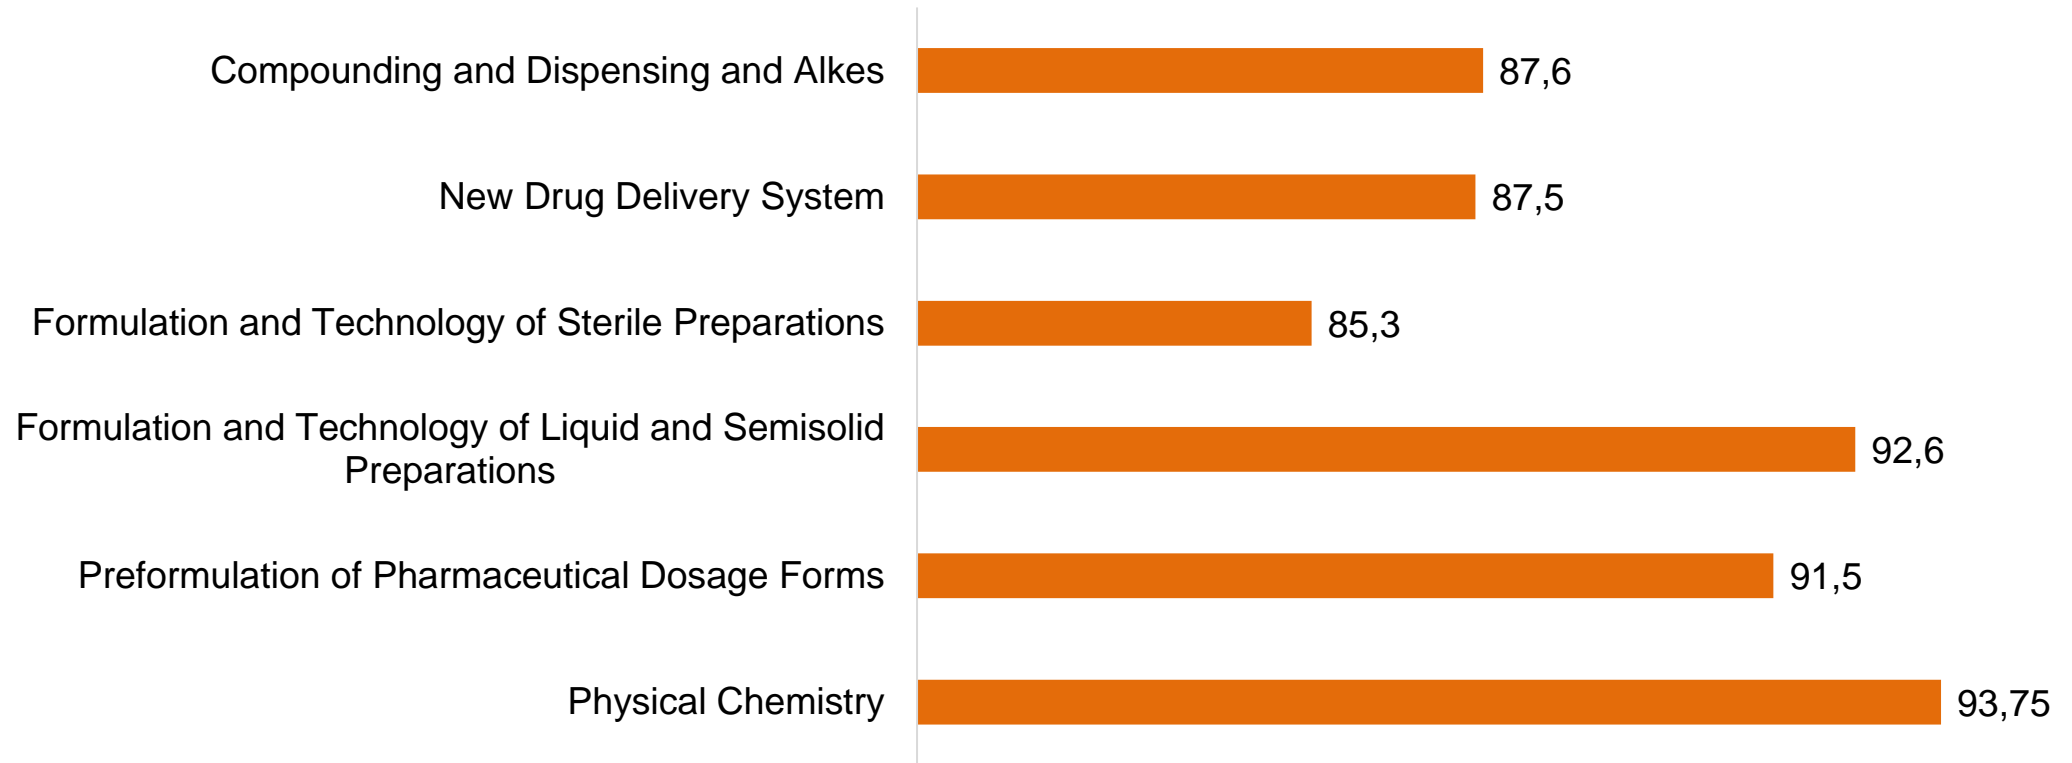 Compounding and Dispensing and Alkes
87,6
New Drug Delivery System
87,5
Formulation and Technology of Sterile Preparations
85,3
Formulation and Technology of Liquid and Semisolid
Preparations
92,6
Preformulation of Pharmaceutical Dosage Forms
91,5
Physical Chemistry
93,75